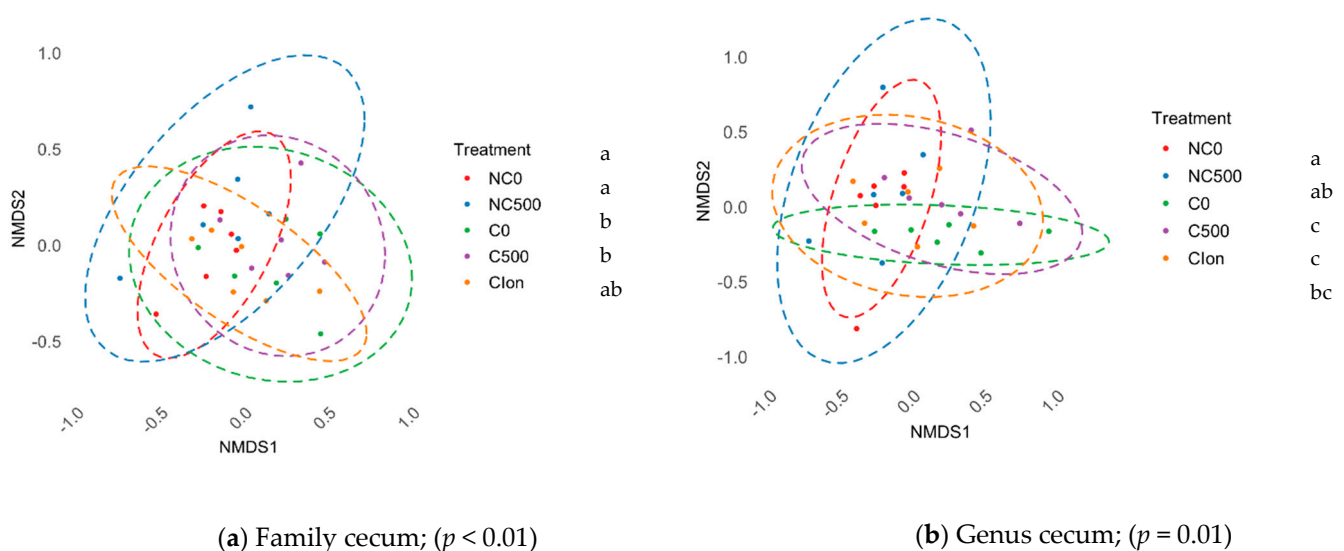 1.0
0.5
0.0
-0.5
NMDS2
-1.0
-0.5
0.0
0.5
1.0
NMDS1
Treatment
NC0 a
NC500 a
C0 b
C500 b
CIon ab
(a) Family cecum; (p < 0.01)
1.0
0.5
0.0
-0.5
-1.0
NMDS2
-1.0
-0.5
0.0
0.5
1.0
NMDS1
Treatment
NC0 a
NC500 ab
C0 c
C500 c
CIon bc
(b) Genus cecum; (p = 0.01)